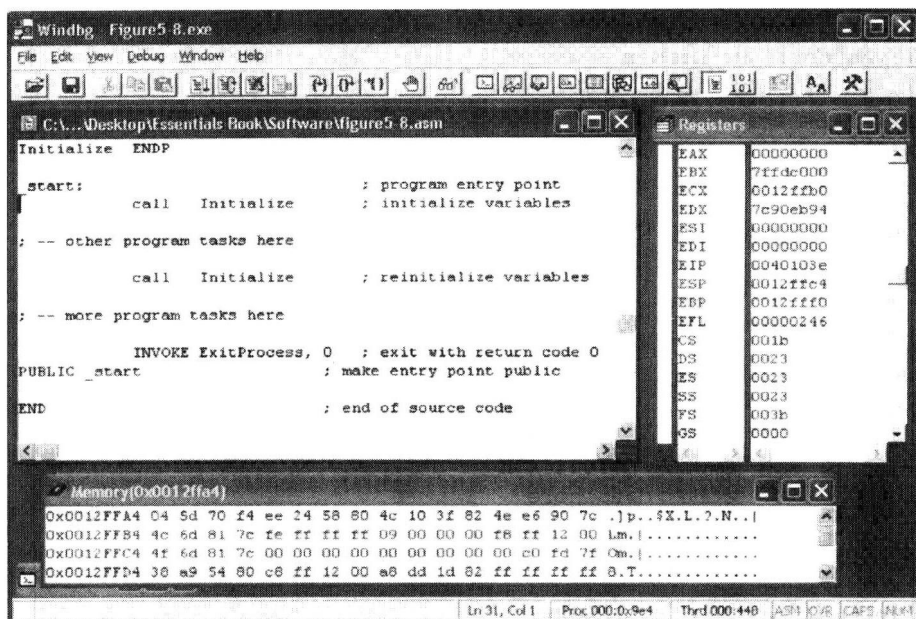 Windbg Figure5-8.exe
File Edit View Debug Window Help
C:\...\Desktop\Essentials Book\Software\figure5-8.asm
Initialize ENDP
_start: ; program entry point
call Initialize ; initialize variables
; -- other program tasks here
call Initialize ; reinitialize variables
; -- more program tasks here
INVOKE ExitProcess, 0 ; exit with return code 0
PUBLIC _start ; make entry point public
END ; end of source code
Registers
EAX 00000000
EBX 7ffdc000
ECX 0012ffb0
EDX 7c90eb94
ESI 00000000
EDI 00000000
EIP 0040103e
ESP 0012ffc4
EBP 0012fff0
EFL 00000246
CS 001b
DS 0023
ES 0023
SS 0023
FS 003b
GS 0000
Memory(0x0012ffa4)
0x0012FFA4 04 5d 70 f4 ee 24 58 80 4c 10 3f 82 4e e6 90 7c .]p..$X.L.?.N..|
0x0012FFB4 4c 6d 81 7c fe ff ff ff 09 00 00 00 f8 ff 12 00 Lm.|............
0x0012FFC4 4f 6d 81 7c 00 00 00 00 00 00 00 00 00 c0 fd 7f Om.|............
0x0012FFD4 38 a9 54 80 c8 ff 12 00 a8 dd 1d 82 ff ff ff ff 8.T.............
Ln 31, Col 1 Proc 000:0x9e4 Thrd 000:448 ASM OVR CAPS NUM